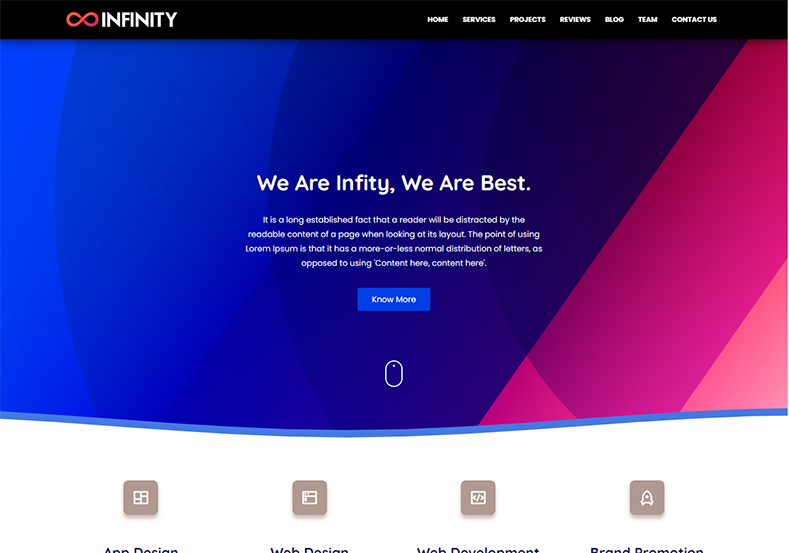 INFINITY
HOME SERVICES PROJECTS REVIEWS BLOG TEAM CONTACT US
We Are Infity, We Are Best.
It is a long established fact that a reader will be distracted by the
readable content of a page when looking at its layout. The point of using
Lorem Ipsum is that it has a more-or-less normal distribution of letters, as
opposed to using 'Content here, content here'.
Know More
App Design Web Design Web Development Brand Promotion